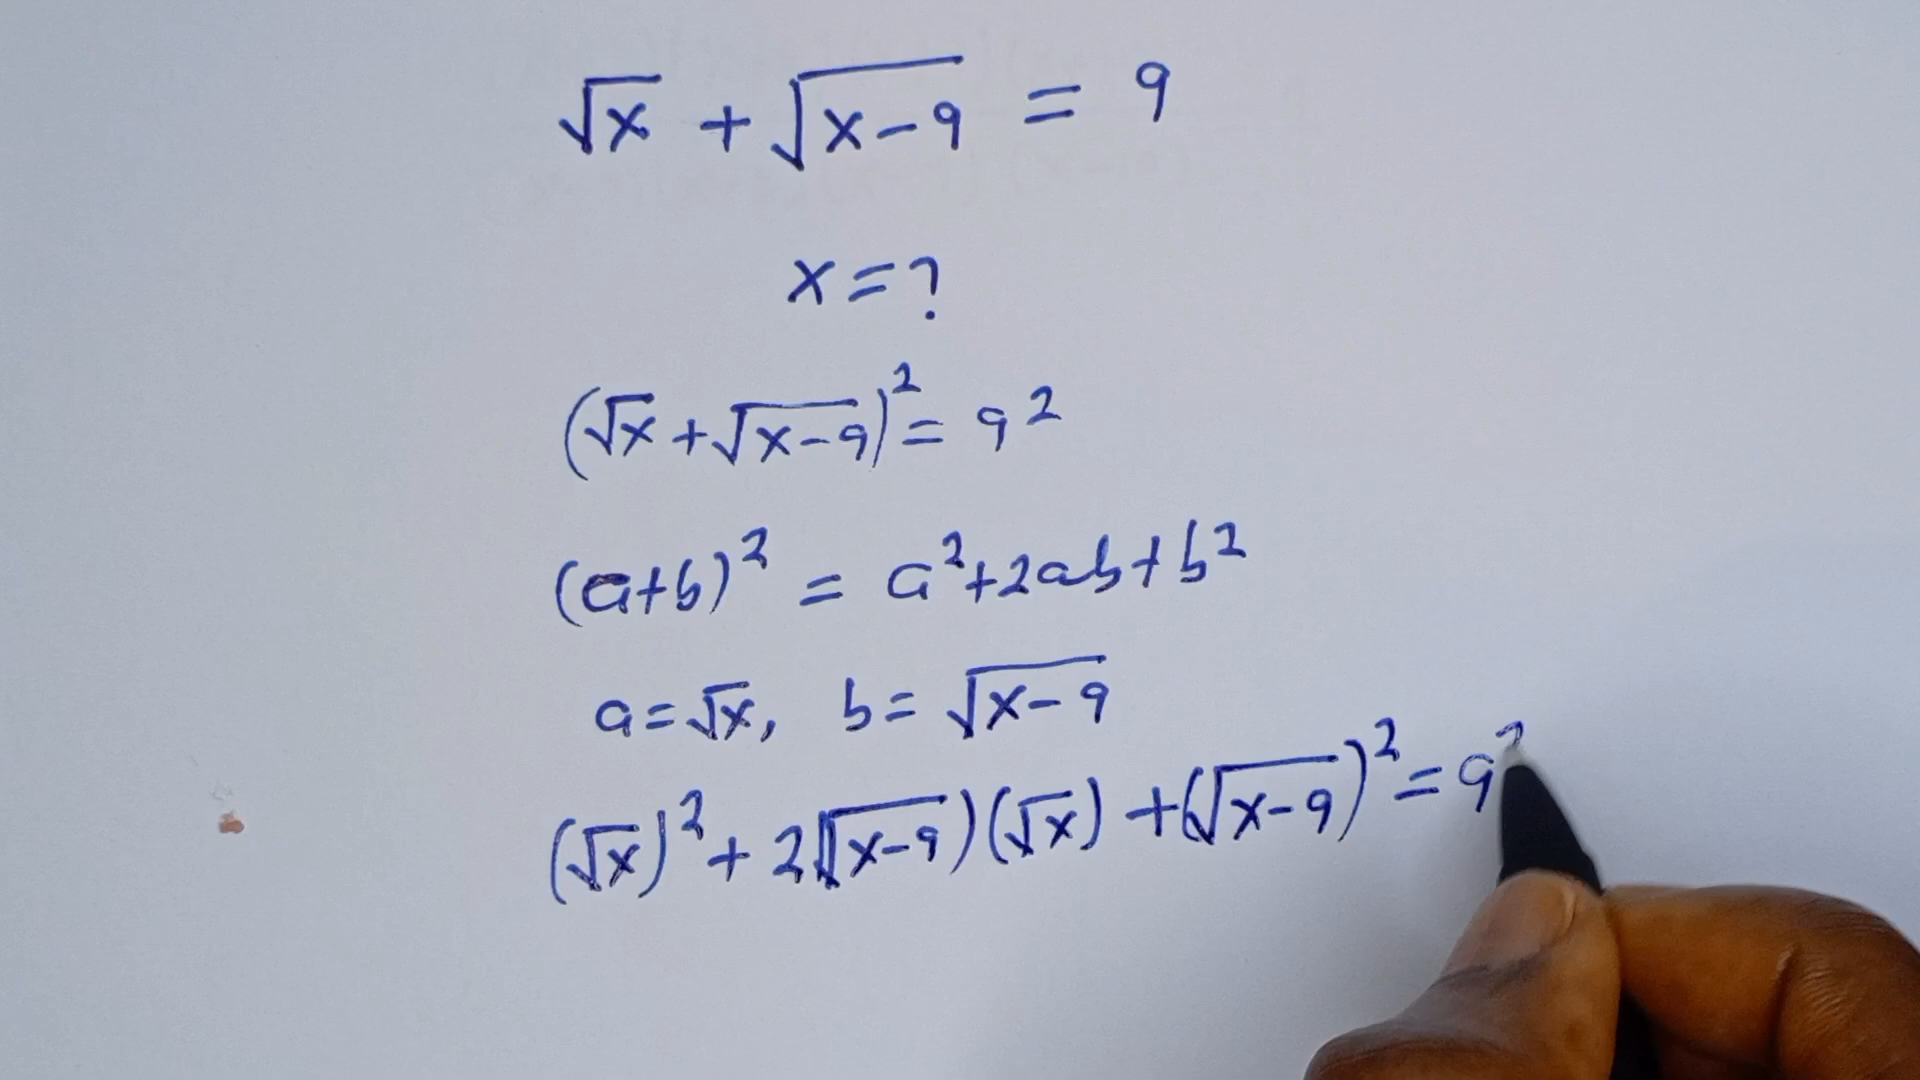 √x + √(x-9) = 9
x = ?
(√x + √(x-9))² = 9²
(a+b)² = a²+2ab+b²
a=√x, b= √(x-9)
(√x)² + 2(√(x-9))(√x) + (√(x-9))² = 9²